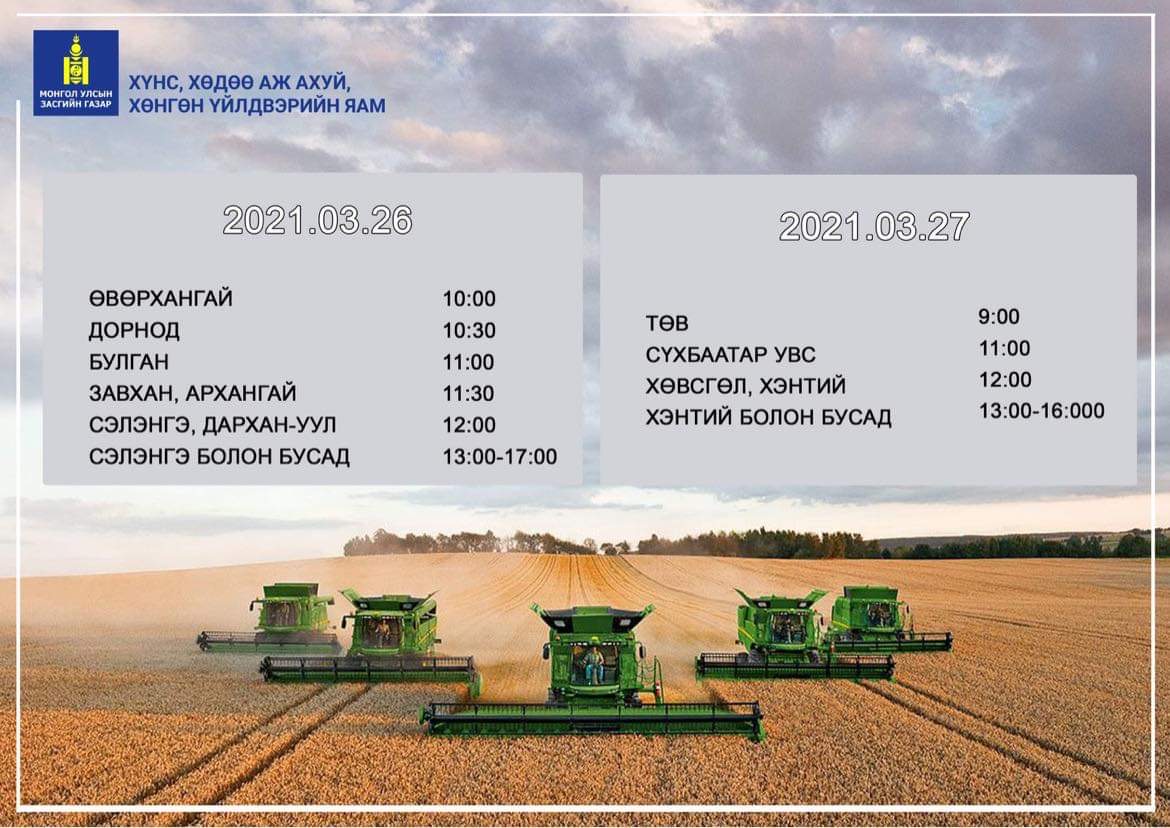 МОНГОЛ УЛСЫН
ЗАСГИЙН ГАЗАР
ХҮНС, ХӨДӨӨ АЖ АХУЙ,
ХӨНГӨН ҮЙЛДВЭРИЙН ЯАМ
2021.03.26
ӨВӨРХАНГАЙ 10:00
ДОРНОД 10:30
БУЛГАН 11:00
ЗАВХАН, АРХАНГАЙ 11:30
СЭЛЭНГЭ, ДАРХАН-УУЛ 12:00
СЭЛЭНГЭ БОЛОН БУСАД 13:00-17:00
2021.03.27
ТӨВ 9:00
СҮХБААТАР УВС 11:00
ХӨВСГӨЛ, ХЭНТИЙ 12:00
ХЭНТИЙ БОЛОН БУСАД 13:00-16:000